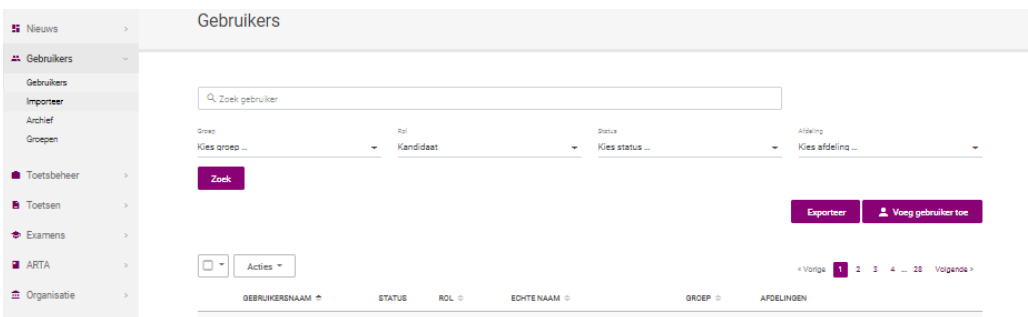 Gebruikers
Nieuws
Gebruikers
Gebruikers
Importeer
Archief
Groepen
Toetsbeheer
Toetsen
Examens
ARTA
Organisatie
Zoek gebruiker
Groep Rol Status Afdeling
Kies groep ... Kandidaat Kies status ... Kies afdeling ...
Zoek
Exporteer Voeg gebruiker toe
Acties < Vorige 1 2 3 4 ... 28 Volgende >
GEBRUIKERSNAAM STATUS ROL ECHTE NAAM GROEP AFDELINGEN